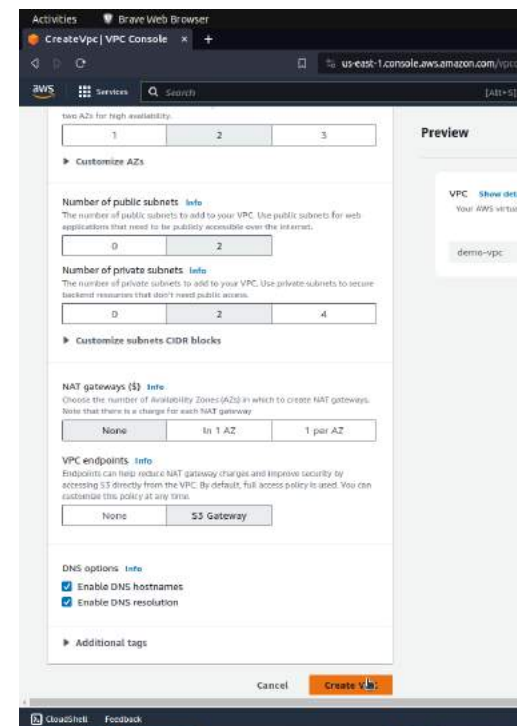 Activities Brave Web Browser
CreateVpc | VPC Console × +
us-east-1.console.aws.amazon.com/vpc
aws Services Search [Alt+S]
two AZs for high availability.
1 2 3
Customize AZs
Number of public subnets Info
The number of public subnets to add to your VPC. Use public subnets for web
applications that need to be publicly accessible over the internet.
0 2
Number of private subnets Info
The number of private subnets to add to your VPC. Use private subnets to secure
backend resources that don't need public access.
0 2 4
Customize subnets CIDR blocks
NAT gateways ($) Info
Choose the number of Availability Zones (AZs) in which to create NAT gateways.
Note that there is a charge for each NAT gateway
None In 1 AZ 1 per AZ
VPC endpoints Info
Endpoints can help reduce NAT gateway charges and improve security by
accessing S3 directly from the VPC. By default, full access policy is used. You can
customize this policy at any time.
None S3 Gateway
DNS options Info
Enable DNS hostnames
Enable DNS resolution
Additional tags
Cancel Create
Preview
VPC Show det
Your AWS virtua
demo-vpc
CloudShell Feedback